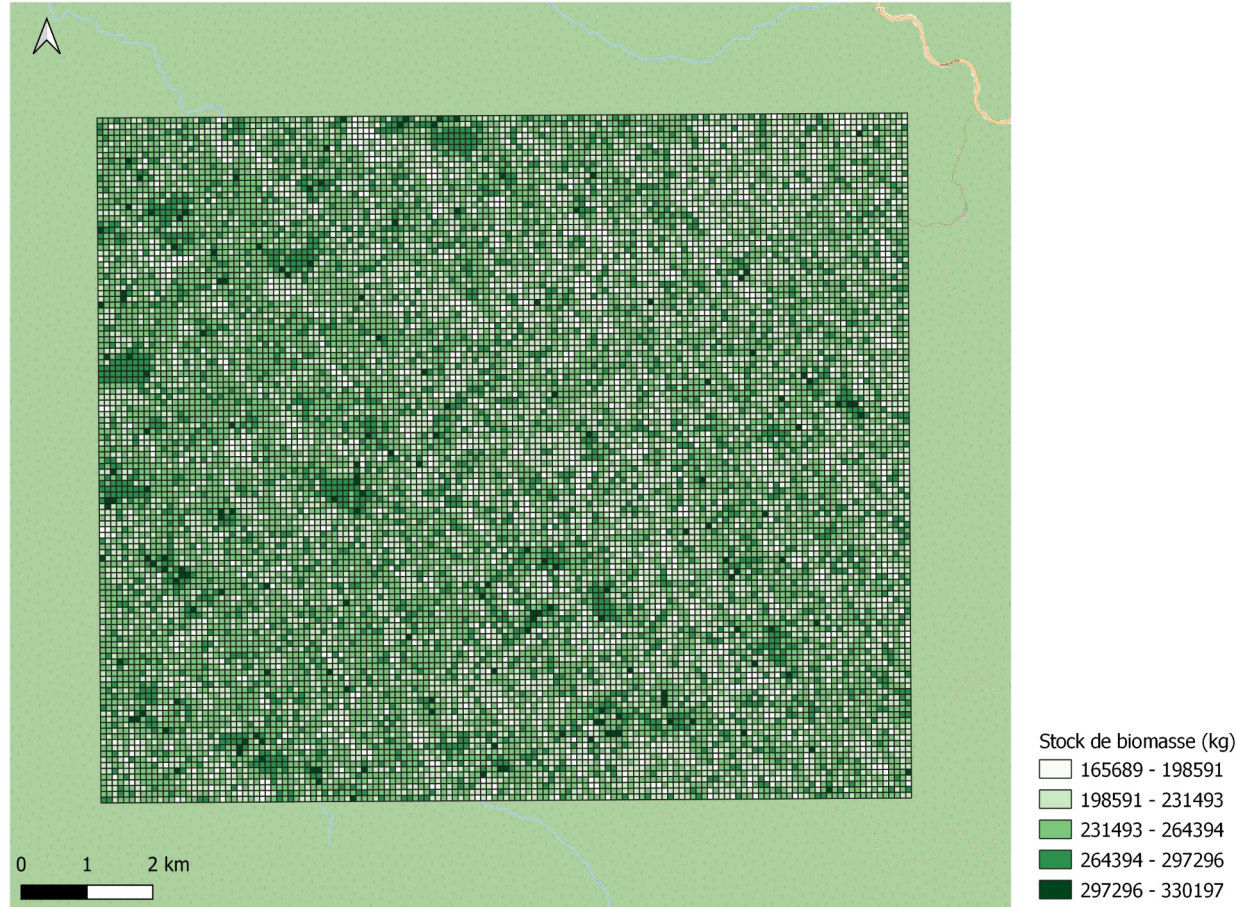 Stock de biomasse (kg)
165689 - 198591
198591 - 231493
231493 - 264394
264394 - 297296
297296 - 330197
0 1 2 km